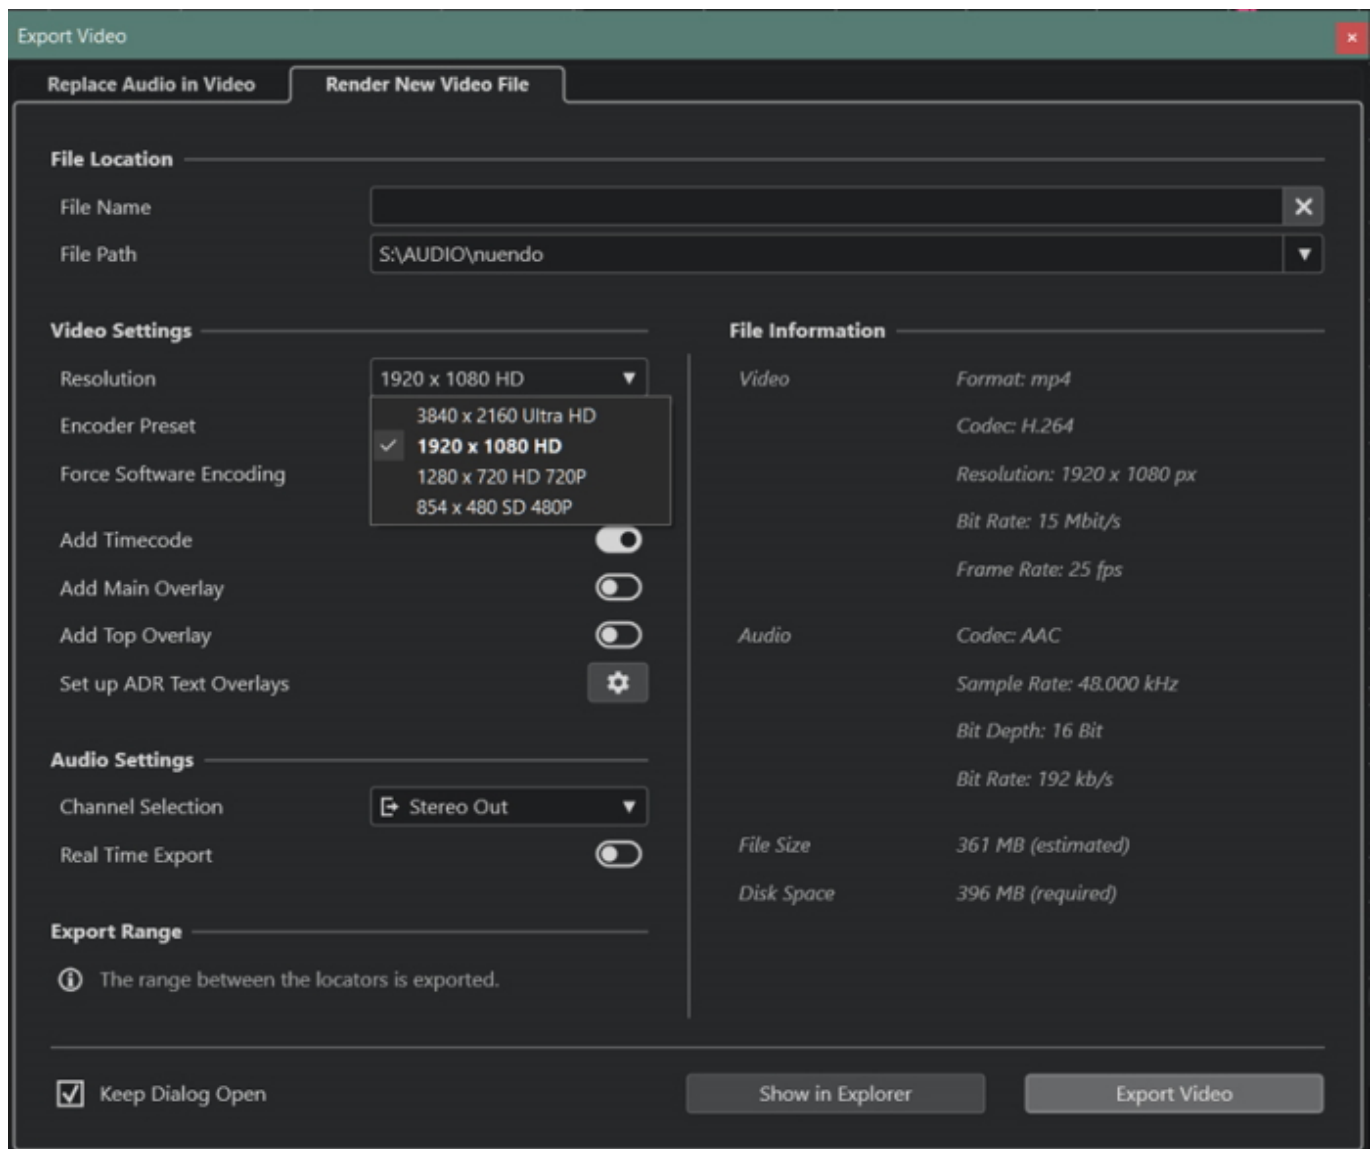 Export Video
Replace Audio in Video
Render New Video File
File Location
File Name
File Path
S:\AUDIO\nuendo
Video Settings
Resolution
1920 x 1080 HD
3840 x 2160 Ultra HD
1920 x 1080 HD
1280 x 720 HD 720P
854 x 480 SD 480P
Encoder Preset
Force Software Encoding
Add Timecode
Add Main Overlay
Add Top Overlay
Set up ADR Text Overlays
Audio Settings
Channel Selection
Stereo Out
Real Time Export
Export Range
The range between the locators is exported.
File Information
Video
Format: mp4
Codec: H.264
Resolution: 1920 x 1080 px
Bit Rate: 15 Mbit/s
Frame Rate: 25 fps
Audio
Codec: AAC
Sample Rate: 48.000 kHz
Bit Depth: 16 Bit
Bit Rate: 192 kb/s
File Size
361 MB (estimated)
Disk Space
396 MB (required)
Keep Dialog Open
Show in Explorer
Export Video